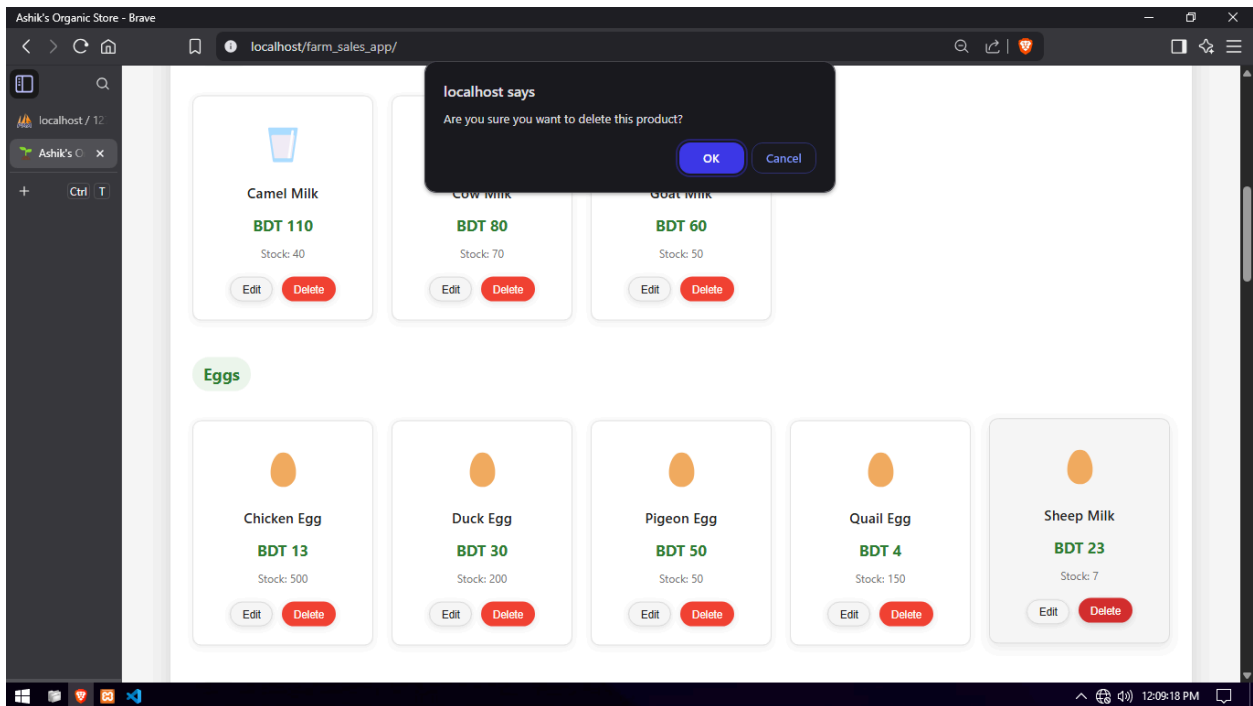 Ashik's Organic Store - Brave
localhost/farm_sales_app/
localhost / 12
Ashik's O
Ctrl T
localhost says
Are you sure you want to delete this product?
OK Cancel
Camel Milk Cow Milk Goat Milk
BDT 110 BDT 80 BDT 60
Stock: 40 Stock: 70 Stock: 50
Edit Delete Edit Delete Edit Delete
Eggs
Chicken Egg Duck Egg Pigeon Egg Quail Egg Sheep Milk
BDT 13 BDT 30 BDT 50 BDT 4 BDT 23
Stock: 500 Stock: 200 Stock: 50 Stock: 150 Stock: 7
Edit Delete Edit Delete Edit Delete Edit Delete Edit Delete
12:09:18 PM